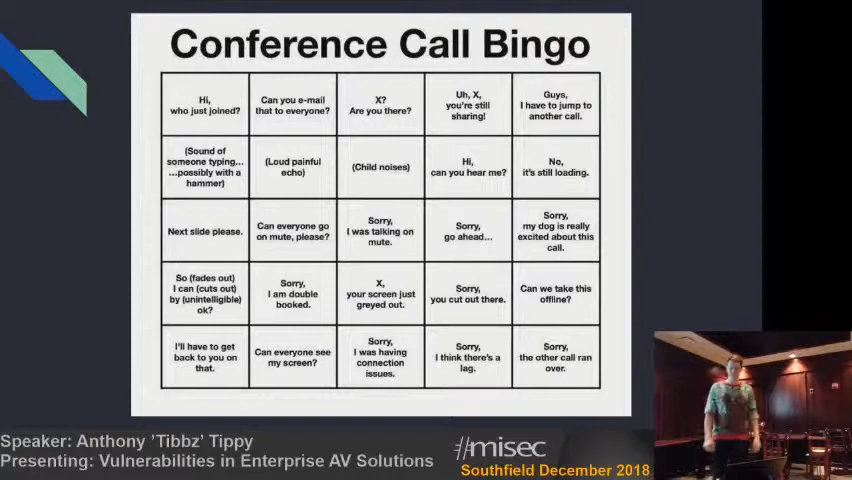 Conference Call Bingo
Hi,
who just joined?
Can you e-mail
that to everyone?
X?
Are you there?
Uh, X,
you're still
sharing!
Guys,
I have to jump to
another call.
(Sound of
someone typing...
...possibly with a
hammer)
(Loud painful
echo)
(Child noises)
Hi,
can you hear me?
No,
it's still loading.
Next slide please.
Can everyone go
on mute, please?
Sorry,
I was talking on
mute.
Sorry,
go ahead...
Sorry,
my dog is really
excited about this
call.
So (fades out)
I can (cuts out)
by (unintelligible)
ok?
Sorry,
I am double
booked.
X,
your screen just
greyed out.
Sorry,
you cut out there.
Can we take this
offline?
I'll have to get
back to you on
that.
Can everyone see
my screen?
Sorry,
I was having
connection
issues.
Sorry,
I think there's a
lag.
Sorry,
the other call ran
over.
Speaker: Anthony 'Tibbz' Tippy
Presenting: Vulnerabilities in Enterprise AV Solutions
#misec
Southfield December 2018